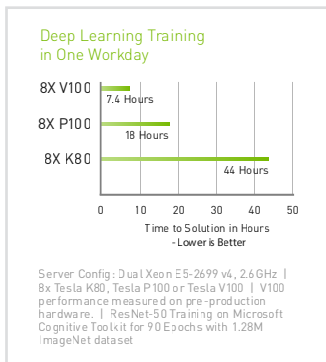 Deep Learning Training
in One Workday
8X V100
7.4 Hours
8X P100
18 Hours
8X K80
44 Hours
0 10 20 30 40 50
Time to Solution in Hours
- Lower is Better
Server Config: Dual Xeon E5-2699 v4, 2.6GHz |
8x Tesla K80, Tesla P100 or Tesla V100 | V100
performance measured on pre-production
hardware. | ResNet-50 Training on Microsoft
Cognitive Toolkit for 90 Epochs with 1.28M
ImageNet dataset